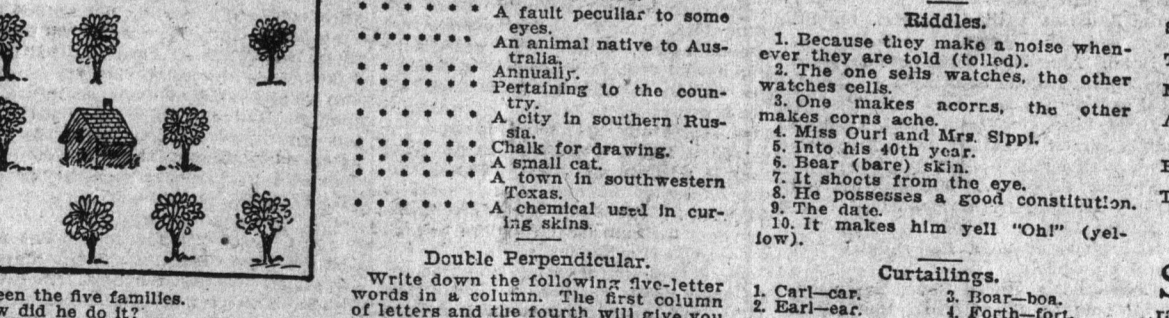 een the five families.
w did he do it?
A fault peculiar to some
eyes.
An animal native to Aus-
tralia.
Annually.
Pertaining to the coun-
try.
A city in southern Rus-
sia.
Chalk for drawing.
A small cat.
A town in southwestern
Texas.
A chemical used in cur-
ing skins.
Double Perpendicular.
Write down the following five-letter
words in a column. The first column
of letters and the fourth will give you
Riddles.
1. Because they make a noise when-
ever they are told (tolled).
2. The one sells watches, the other
watches cells.
3. One makes acorns, the other
makes corns ache.
4. Miss Ouri and Mrs. Sippi.
5. Into his 40th year.
6. Bear (bare) skin.
7. It shoots from the eye.
8. He possesses a good constitution.
9. The date.
10. It makes him yell "Oh!" (yel-
low).
Curtailings.
1. Carl—car.
2. Earl—ear.
3. Boar—boa.
4. Forth—fort.